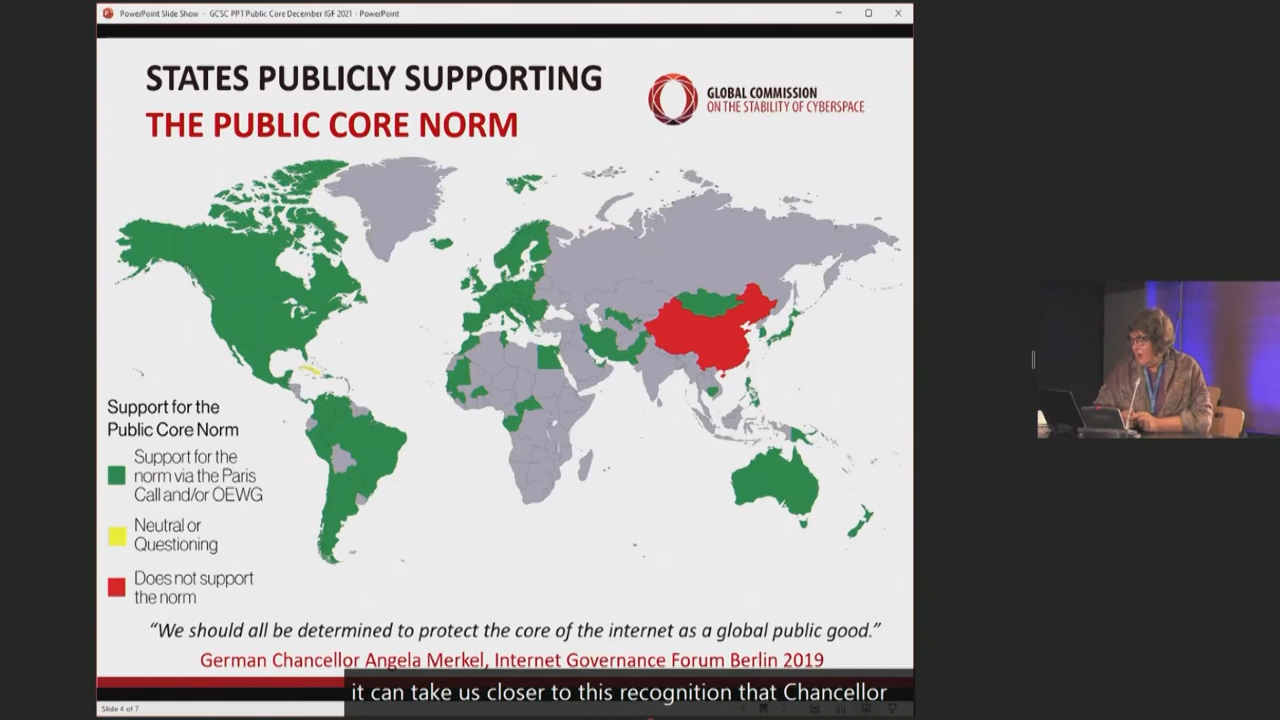 PowerPoint Slide Show - GCSC PPT Public Core December IGF 2021 - PowerPoint
STATES PUBLICLY SUPPORTING
THE PUBLIC CORE NORM
GLOBAL COMMISSION
ON THE STABILITY OF CYBERSPACE
Support for the
Public Core Norm
Support for the
norm via the Paris
Call and/or OEWG
Neutral or
Questioning
Does not support
the norm
“We should all be determined to protect the core of the internet as a global public good.”
German Chancellor Angela Merkel, Internet Governance Forum Berlin 2019
it can take us closer to this recognition that Chancellor
Slide 4 of 7